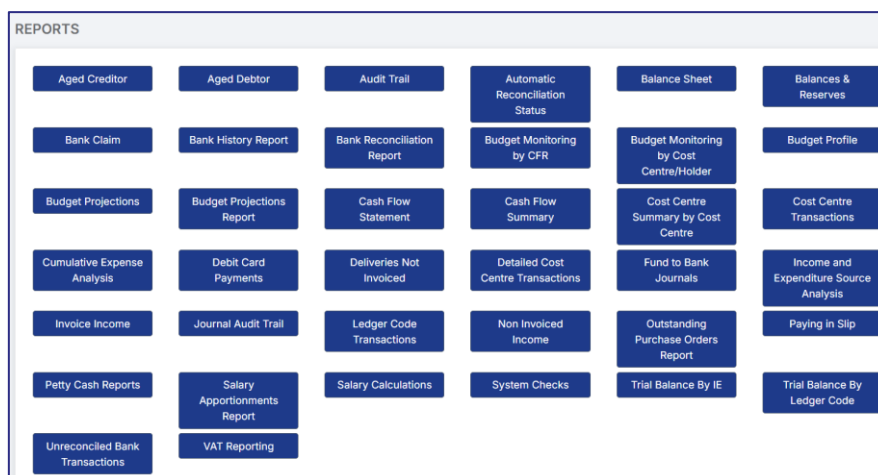 REPORTS
Aged Creditor
Aged Debtor
Audit Trail
Automatic
Reconciliation
Status
Balance Sheet
Balances &
Reserves
Bank Claim
Bank History Report
Bank Reconciliation
Report
Budget Monitoring
by CFR
Budget Monitoring
by Cost
Centre/Holder
Budget Profile
Budget Projections
Budget Projections
Report
Cash Flow
Statement
Cash Flow
Summary
Cost Centre
Summary by Cost
Centre
Cost Centre
Transactions
Cumulative Expense
Analysis
Debit Card
Payments
Deliveries Not
Invoiced
Detailed Cost
Centre Transactions
Fund to Bank
Journals
Income and
Expenditure Source
Analysis
Invoice Income
Journal Audit Trail
Ledger Code
Transactions
Non Invoiced
Income
Outstanding
Purchase Orders
Report
Paying in Slip
Petty Cash Reports
Salary
Apportionments
Report
Salary Calculations
System Checks
Trial Balance By IE
Trial Balance By
Ledger Code
Unreconciled Bank
Transactions
VAT Reporting